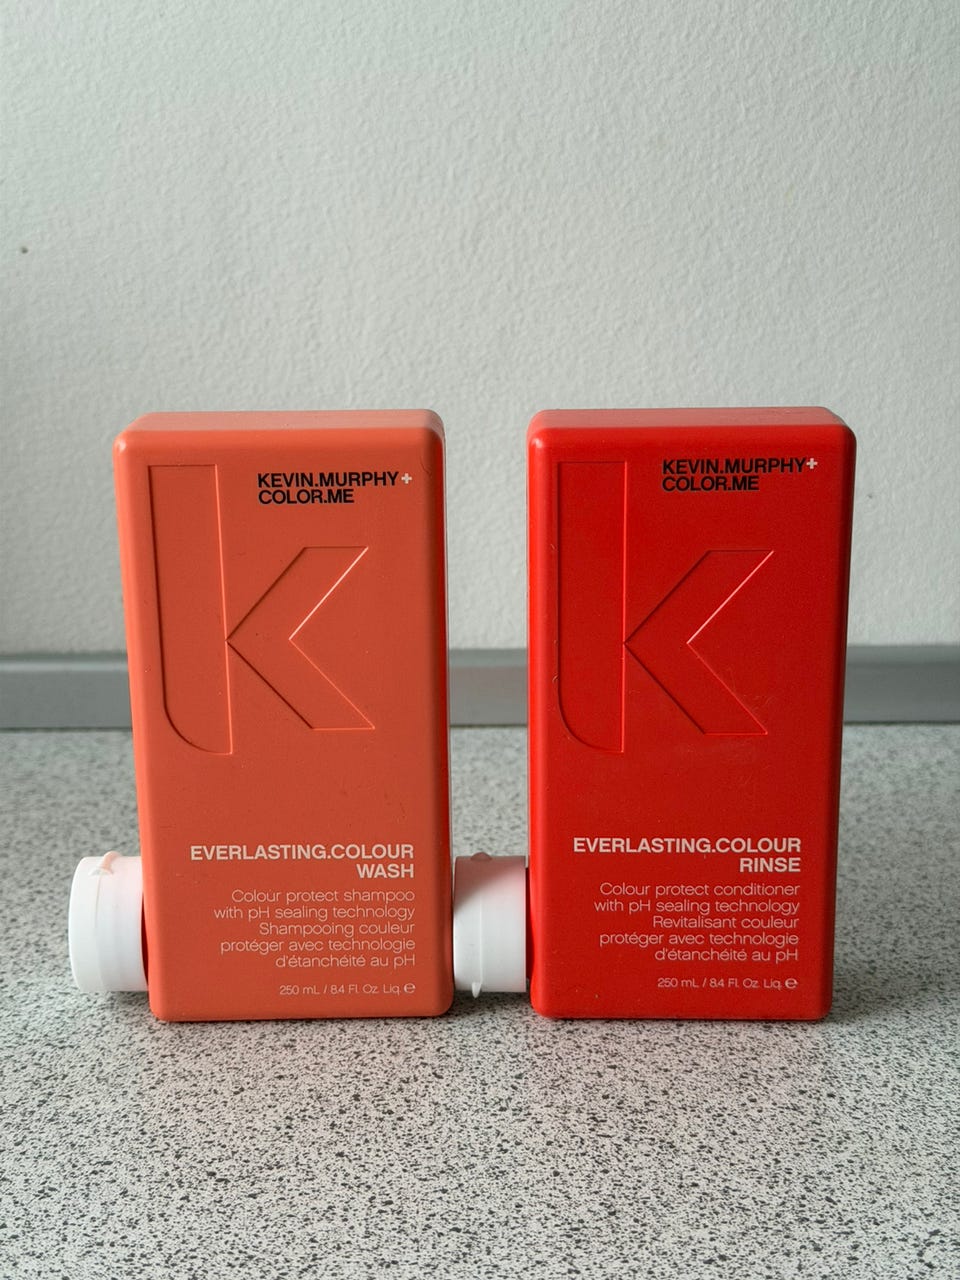 KEVIN.MURPHY+
COLOR.ME
K
EVERLASTING.COLOUR
WASH
Colour protect shampoo
with pH sealing technology
Shampooing couleur
protéger avec technologie
d'étanchéité au pH
250 mL / 8.4 Fl. Oz. Liq. ℮
KEVIN.MURPHY+
COLOR.ME
K
EVERLASTING.COLOUR
RINSE
Colour protect conditioner
with pH sealing technology
Revitalisant couleur
protéger avec technologie
d'étanchéité au pH
250 mL / 8.4 Fl. Oz. Liq. ℮